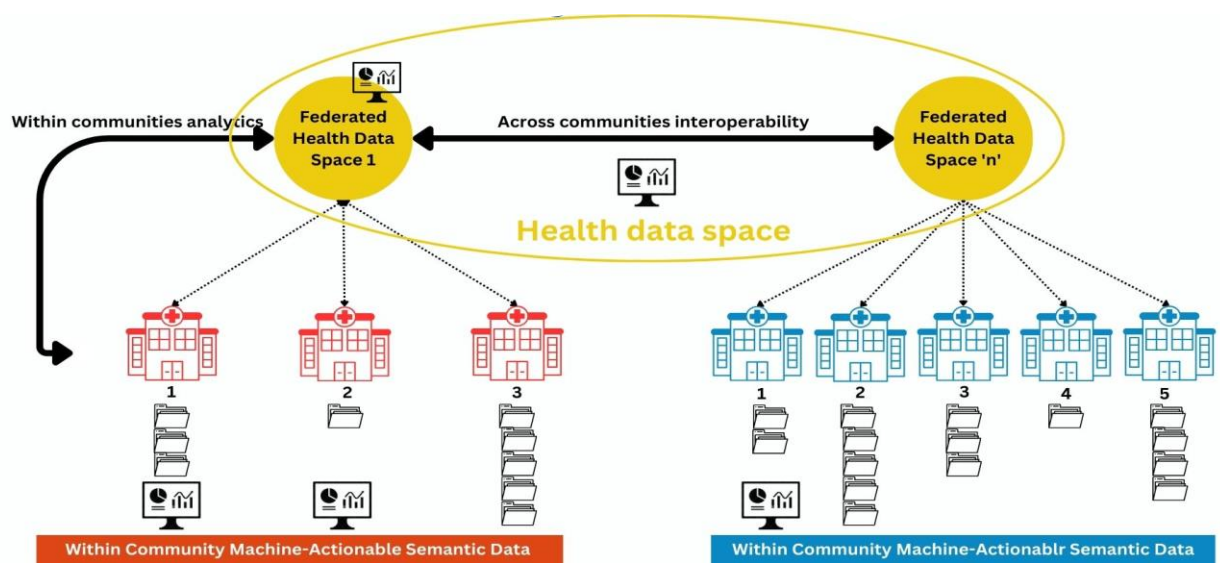 Within communities analytics
Federated
Health Data
Space 1
Across communities interoperability
Federated
Health Data
Space 'n'
Health data space
1
2
3
1
2
3
4
5
Within Community Machine-Actionable Semantic Data
Within Community Machine-Actionablr Semantic Data